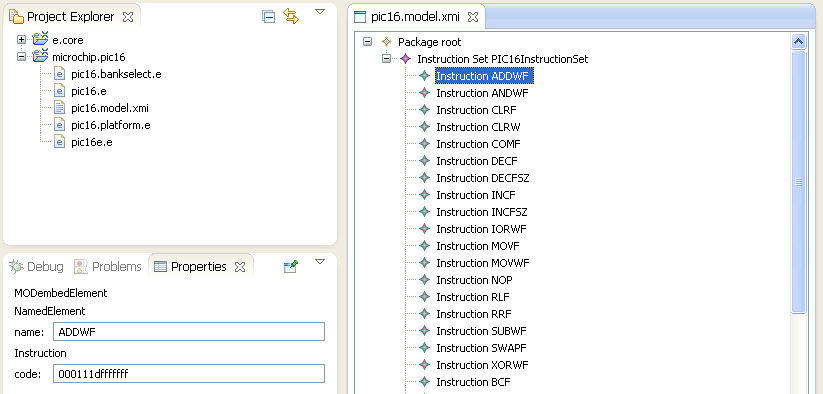 Project Explorer
e.core
microchip.pic16
pic16.bankselect.e
pic16.e
pic16.model.xmi
pic16.platform.e
pic16e.e
Debug
Problems
Properties
MODembedElement
NamedElement
name:
ADDWF
Instruction
code:
000111dfffffff
pic16.model.xmi
Package root
Instruction Set PIC16InstructionSet
Instruction ADDWF
Instruction ANDWF
Instruction CLRF
Instruction CLRW
Instruction COMF
Instruction DECF
Instruction DECFSZ
Instruction INCF
Instruction INCFSZ
Instruction IORWF
Instruction MOVF
Instruction MOVWF
Instruction NOP
Instruction RLF
Instruction RRF
Instruction SUBWF
Instruction SWAPF
Instruction XORWF
Instruction BCF